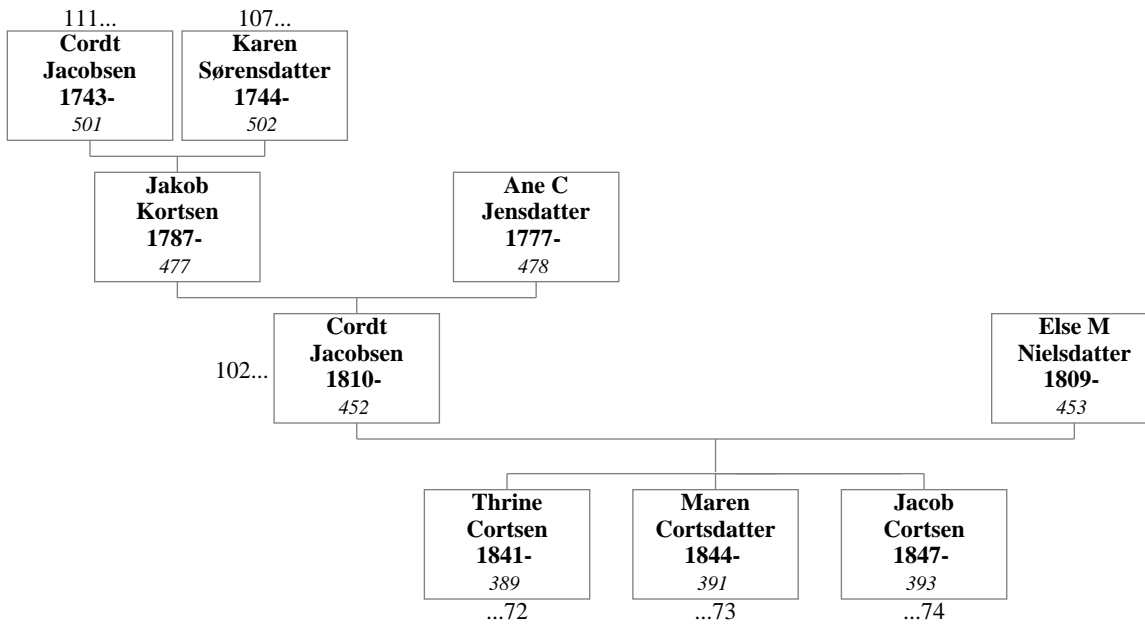 111...
Cordt
Jacobsen
1743-
501
107...
Karen
Sørensdatter
1744-
502
Jakob
Kortsen
1787-
477
Ane C
Jensdatter
1777-
478
102...
Cordt
Jacobsen
1810-
452
Else M
Nielsdatter
1809-
453
Thrine
Cortsen
1841-
389
...72
Maren
Cortsdatter
1844-
391
...73
Jacob
Cortsen
1847-
393
...74